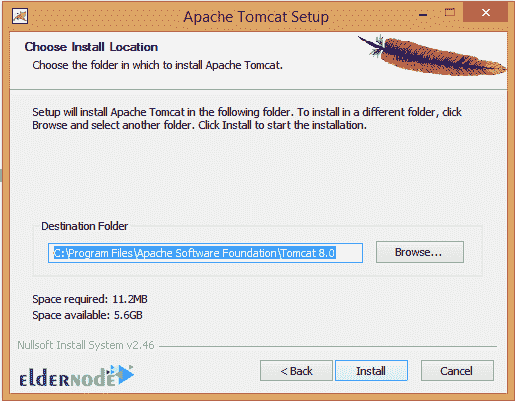 Apache Tomcat Setup
Choose Install Location
Choose the folder in which to install Apache Tomcat.
Setup will install Apache Tomcat in the following folder. To install in a different folder, click
Browse and select another folder. Click Install to start the installation.
Destination Folder
C:\Program Files\Apache Software Foundation\Tomcat 8.0
Browse...
Space required: 11.2MB
Space available: 5.6GB
Nullsoft Install System v2.46
eldernode
< Back
Install
Cancel